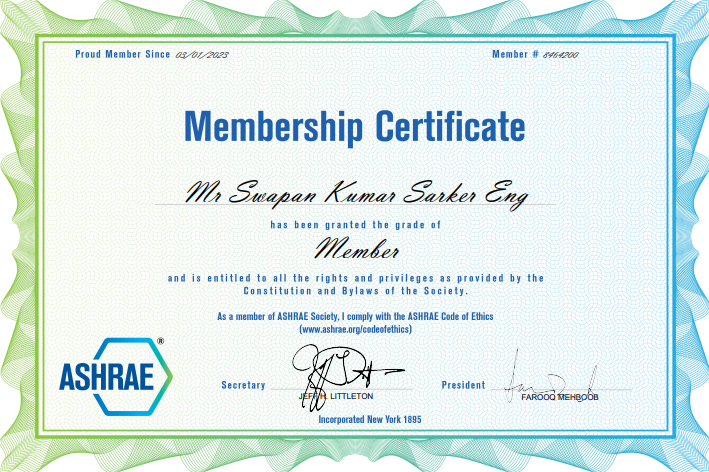 Proud Member Since 03/01/2023
Member # 8464200
Membership Certificate
Mr Swapan Kumar Sarker Eng
has been granted the grade of
Member
and is entitled to all the rights and privileges as provided by the
Constitution and Bylaws of the Society.
As a member of ASHRAE Society, I comply with the ASHRAE Code of Ethics
(www.ashrae.org/codeofethics)
ASHRAE®
Secretary
JEFF H. LITTLETON
President
FAROOQ MEHBOOB
Incorporated New York 1895